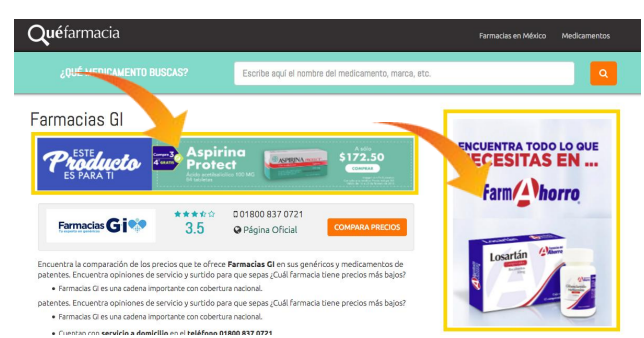 Quéfarmacia
Farmacias en México Medicamentos
¿QUÉ MEDICAMENTO BUSCAS?
Escribe aquí el nombre del medicamento, marca, etc.
Farmacias GI
ESTE
Producto
ES PARA TI
Compra 3
4 GRATIS
Aspirina
Protect
ASPIRINA
A sólo
$172.50
COMPRAR
ENCUENTRA TODO LO QUE
NECESITAS EN ...
FarmAhorro
Losartán
Ahorro
Farmacias Gi
3.5
01800 837 0721
Página Oficial
COMPARA PRECIOS
Encuentra la comparación de los precios que te ofrece Farmacias GI en sus genéricos y medicamentos de
patentes. Encuentra opiniones de servicio y surtido para que sepas ¿Cuál farmacia tiene precios más bajos?
Farmacias GI es una cadena importante con cobertura nacional.
patentes. Encuentra opiniones de servicio y surtido para que sepas ¿Cuál farmacia tiene precios más bajos?
Farmacias GI es una cadena importante con cobertura nacional.
Cuentan con servicio a domicilio en el teléfono 01800 837 0721